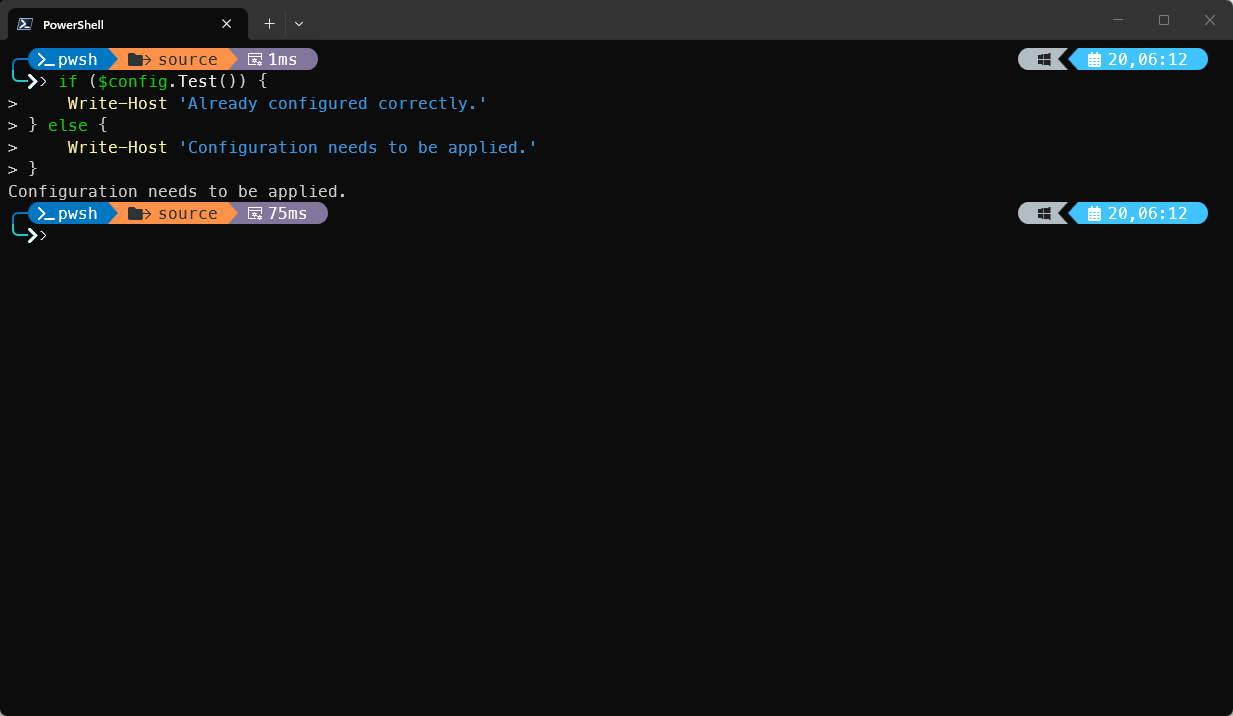 PowerShell
pwsh source 1ms 20,06:12
if ($config.Test()) {
>     Write-Host 'Already configured correctly.'
> } else {
>     Write-Host 'Configuration needs to be applied.'
> }
Configuration needs to be applied.
pwsh source 75ms 20,06:12